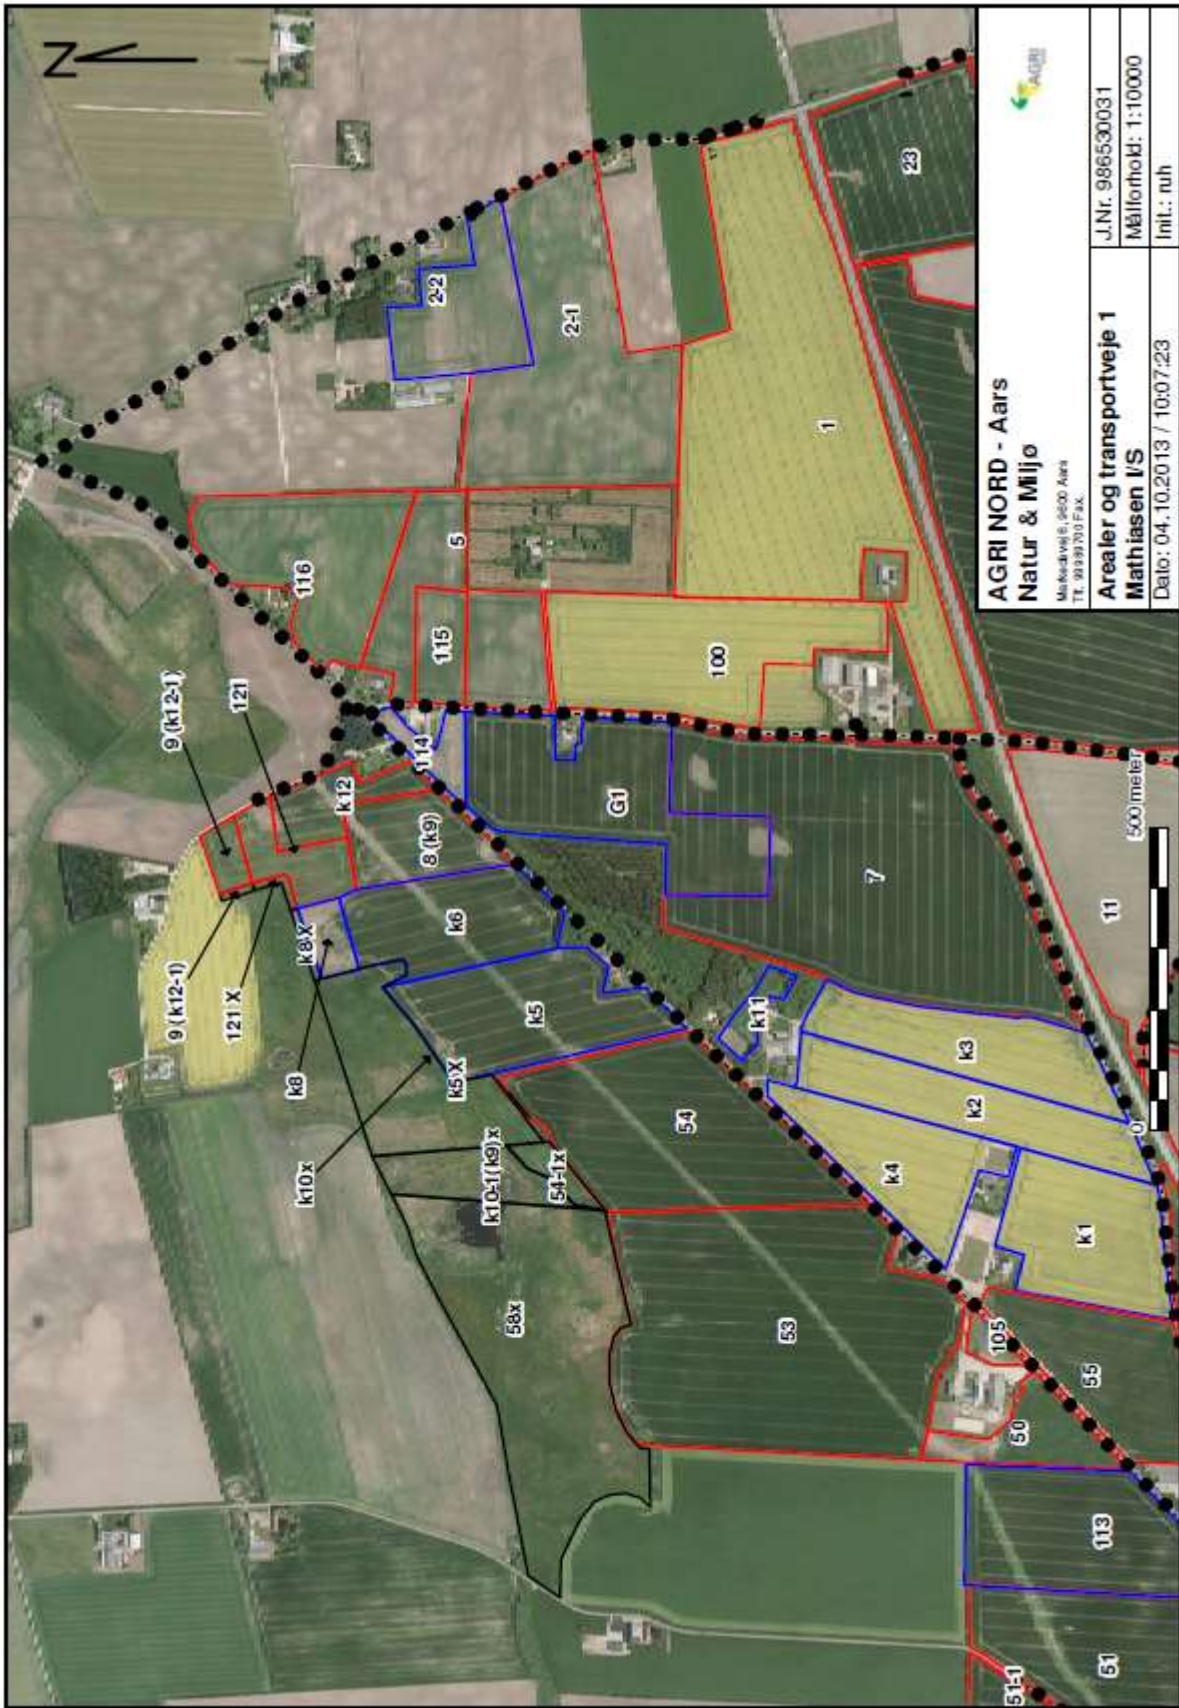 N
9 (k12-1)
121
9 (k12-1)
121 X
k8
k8 X
k10x
k5 X
k10-1(k9)x
54-1x
58x
116
k12
114
8 (k9)
k6
k5
54
53
5
115
2-2
2-1
G1
100
1
23
7
k11
k3
k2
k4
k1
105
50
55
11
113
51
51-1
0
500 meter
AGRI NORD - Aars
Natur & Miljø
AGRI
Arealer og transportveje 1
Mathiasen I/S
J.Nr. 986530031
Målforhold: 1:10000
Dato: 04.10.2013 / 10:07:23
Init.: ruh